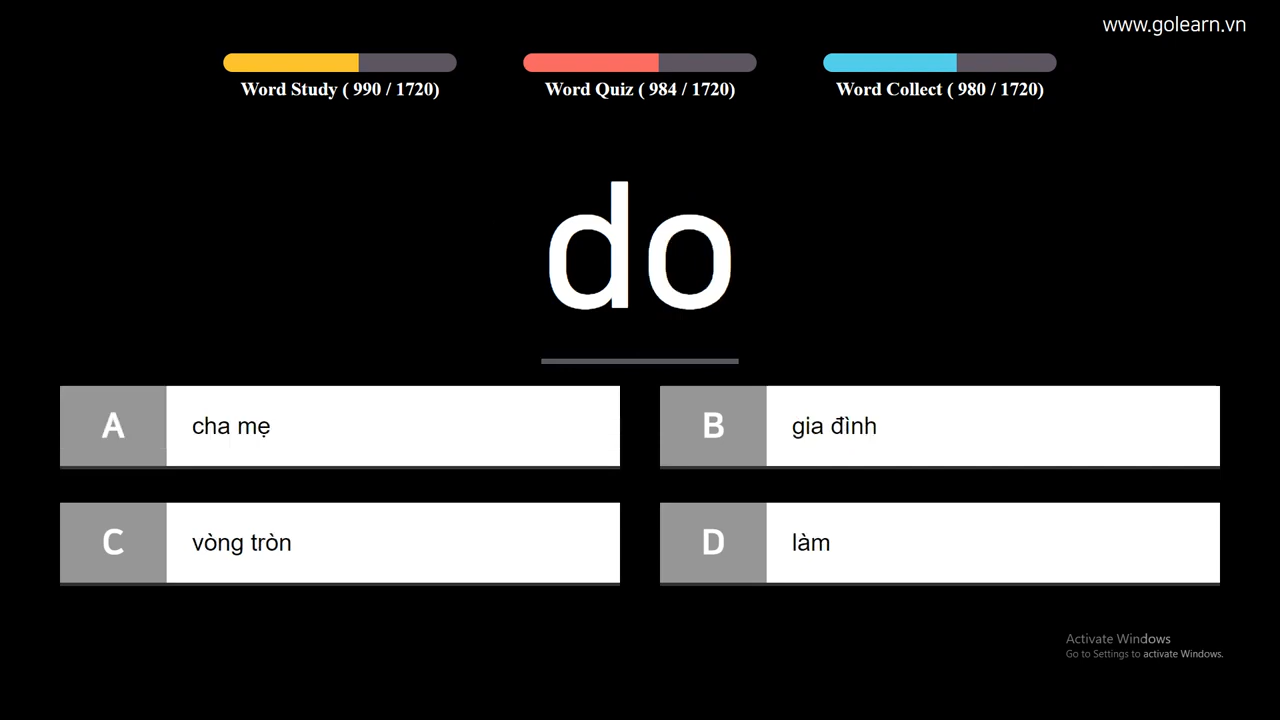 www.golearn.vn
Word Study ( 990 / 1720)
Word Quiz ( 984 / 1720)
Word Collect ( 980 / 1720)
do
A cha mẹ
B gia đình
C vòng tròn
D làm
Activate Windows
Go to Settings to activate Windows.